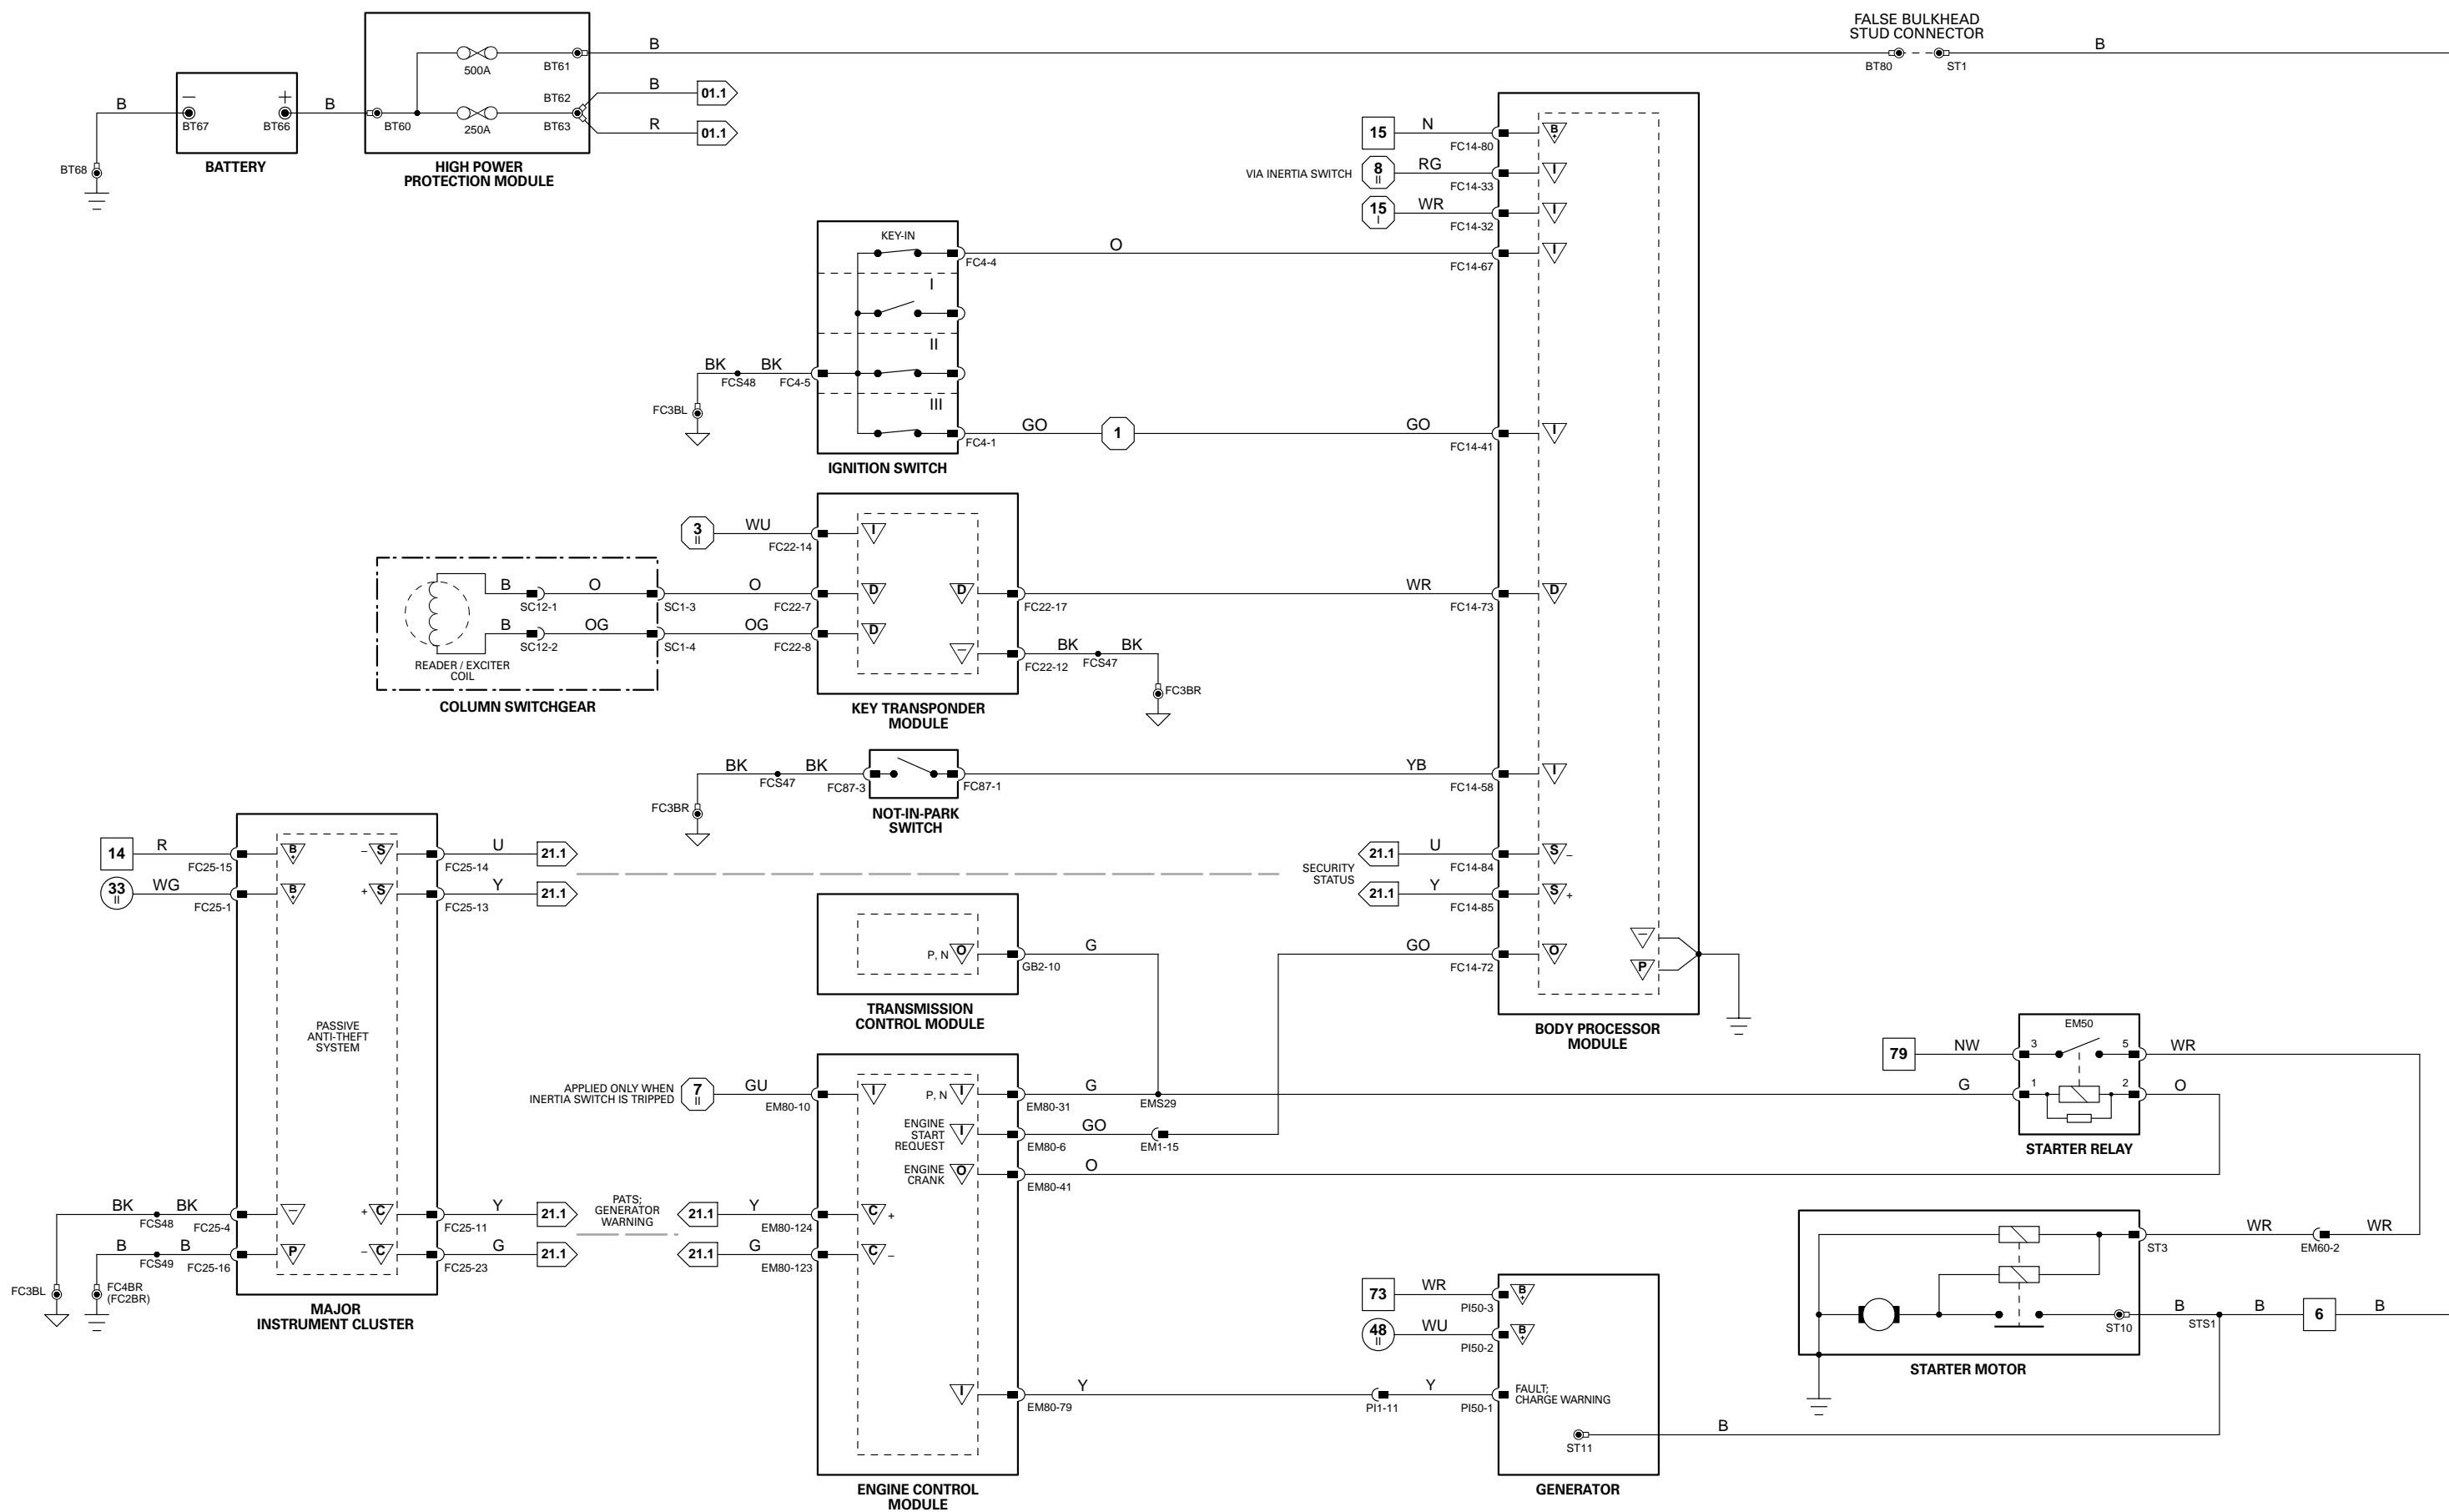 FALSE BULKHEAD
STUD CONNECTOR
B
BT80
ST1
B
500A
BT61
B
BT62
B
01.1
250A
BT63
R
01.1
B
−
BT67
+
BT66
B
BT60
BT68
BATTERY
HIGH POWER
PROTECTION MODULE
15
N
FC14-80
B
+
VIA INERTIA SWITCH
8
II
RG
FC14-33
I
15
I
WR
FC14-32
I
KEY-IN
FC4-4
O
FC14-67
I
I
II
BK
FCS48
BK
FC4-5
FC3BL
III
FC4-1
GO
1
GO
FC14-41
I
IGNITION SWITCH
3
II
WU
FC22-14
I
B
SC12-1
O
SC1-3
O
FC22-7
D
D
FC22-17
WR
FC14-73
D
B
SC12-2
OG
SC1-4
OG
FC22-8
D
−
FC22-12
BK
FCS47
BK
FC3BR
READER / EXCITER
COIL
COLUMN SWITCHGEAR
KEY TRANSPONDER
MODULE
BK
FCS47
BK
FC87-3
FC87-1
YB
FC14-58
I
FC3BR
NOT-IN-PARK
SWITCH
14
R
FC25-15
B
+
− S
FC25-14
U
21.1
33
II
WG
FC25-1
B
+
+ S
FC25-13
Y
21.1
SECURITY
STATUS
21.1
U
FC14-84
S −
21.1
Y
FC14-85
S +
P, N
O
GB2-10
G
GO
FC14-72
O
−
P
TRANSMISSION
CONTROL MODULE
BODY PROCESSOR
MODULE
PASSIVE
ANTI-THEFT
SYSTEM
EM50
79
NW
3
5
WR
G
1
2
O
STARTER RELAY
APPLIED ONLY WHEN
INERTIA SWITCH IS TRIPPED
7
II
GU
EM80-10
I
P, N
I
EM80-31
G
EMS29
ENGINE
START
REQUEST
I
EM80-6
GO
EM1-15
ENGINE
CRANK
O
EM80-41
O
BK
FCS48
BK
FC25-4
−
+ C
FC25-11
Y
21.1
PATS;
GENERATOR
WARNING
21.1
Y
EM80-124
C +
B
FCS49
B
FC25-16
P
− C
FC25-23
G
21.1
21.1
G
EM80-123
C −
FC3BL
FC4BR
(FC2BR)
MAJOR
INSTRUMENT CLUSTER
ST3
WR
EM60-2
WR
73
WR
PI50-3
B
+
48
II
WU
PI50-2
B
+
ST10
B
STS1
B
6
B
STARTER MOTOR
I
EM80-79
Y
PI1-11
Y
PI50-1
FAULT;
CHARGE WARNING
ST11
B
ENGINE CONTROL
MODULE
GENERATOR